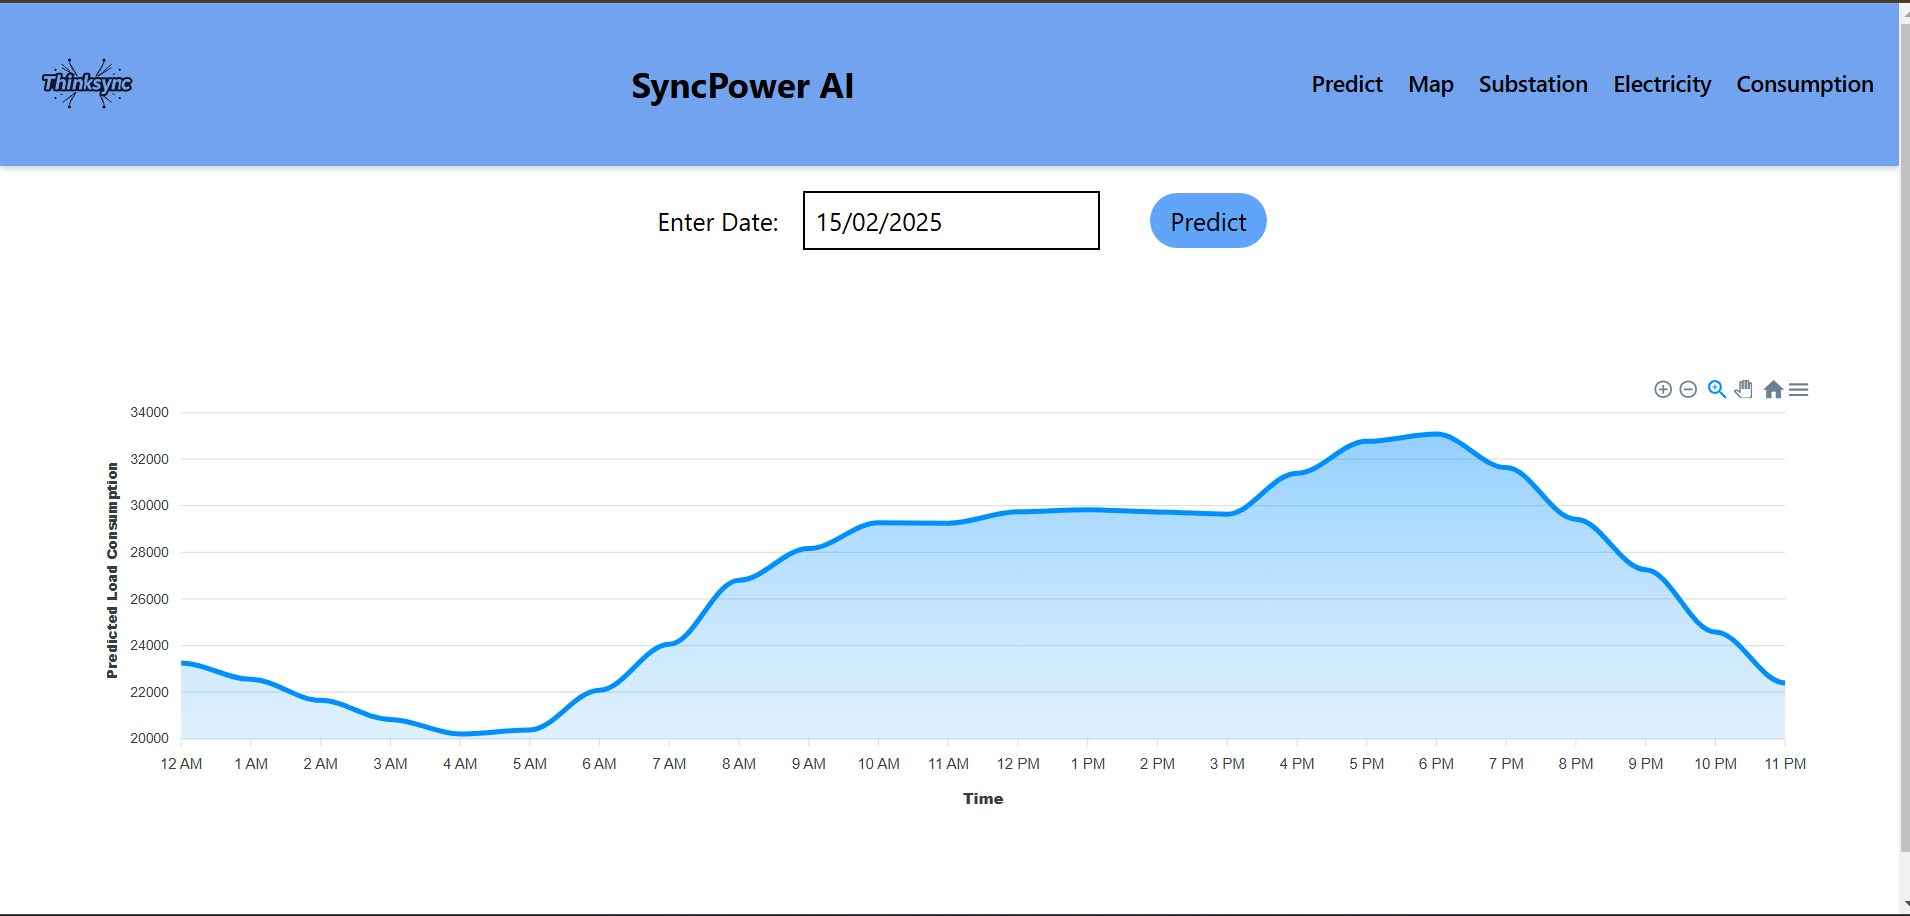 Thinksync
SyncPower AI
Predict Map Substation Electricity Consumption
Enter Date: 15/02/2025 Predict
34000
32000
30000
28000
26000
24000
22000
20000
Predicted Load Consumption
12 AM 1 AM 2 AM 3 AM 4 AM 5 AM 6 AM 7 AM 8 AM 9 AM 10 AM 11 AM 12 PM 1 PM 2 PM 3 PM 4 PM 5 PM 6 PM 7 PM 8 PM 9 PM 10 PM 11 PM
Time